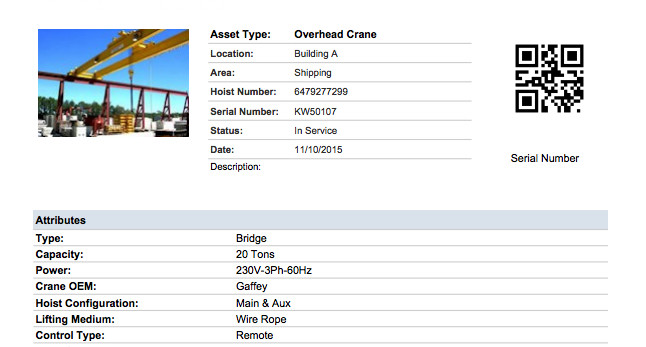 Asset Type: Overhead Crane
Location: Building A
Area: Shipping
Hoist Number: 6479277299
Serial Number: KW50107
Status: In Service
Date: 11/10/2015
Description:
Serial Number
Attributes
Type: Bridge
Capacity: 20 Tons
Power: 230V-3Ph-60Hz
Crane OEM: Gaffey
Hoist Configuration: Main & Aux
Lifting Medium: Wire Rope
Control Type: Remote